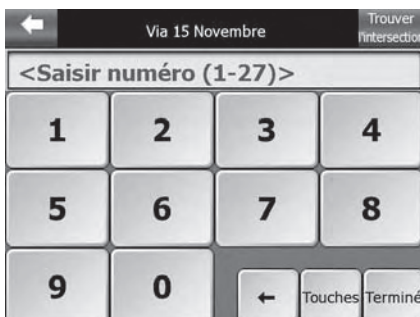 Via 15 Novembre
Trouver
l'intersection
<Saisir numéro (1-27)>
1 2 3 4
5 6 7 8
9 0 Touches Terminé